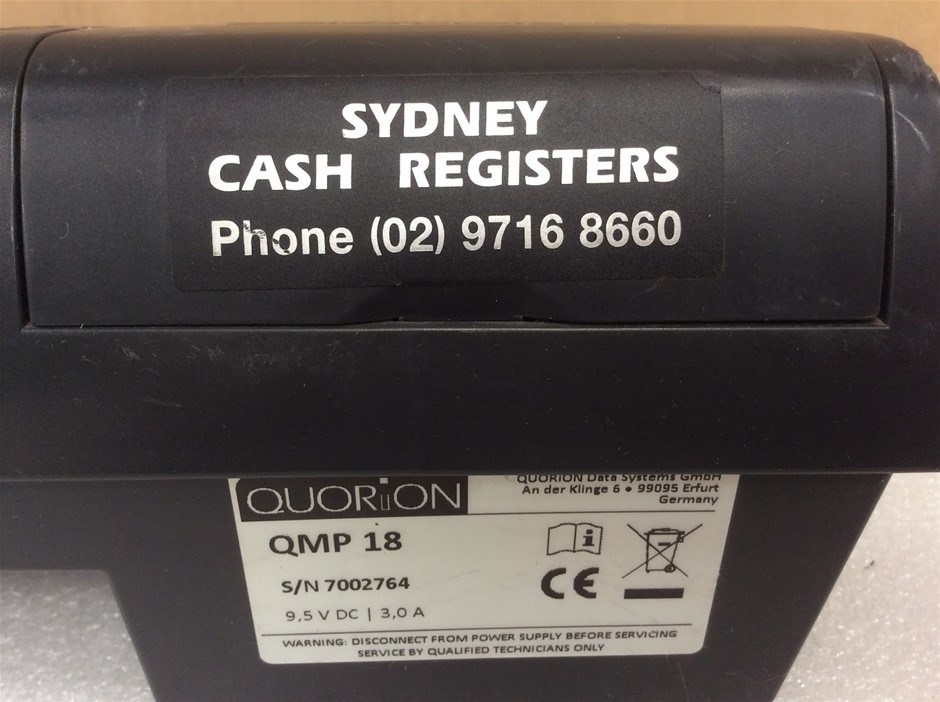 SYDNEY
CASH REGISTERS
Phone (02) 9716 8660
QUORiON
QUORION Data Systems GmbH
An der Klinge 6 • 99095 Erfurt
Germany
QMP 18
S/N 7002764
CE
9,5 V DC | 3,0 A
WARNING: DISCONNECT FROM POWER SUPPLY BEFORE SERVICING
SERVICE BY QUALIFIED TECHNICIANS ONLY